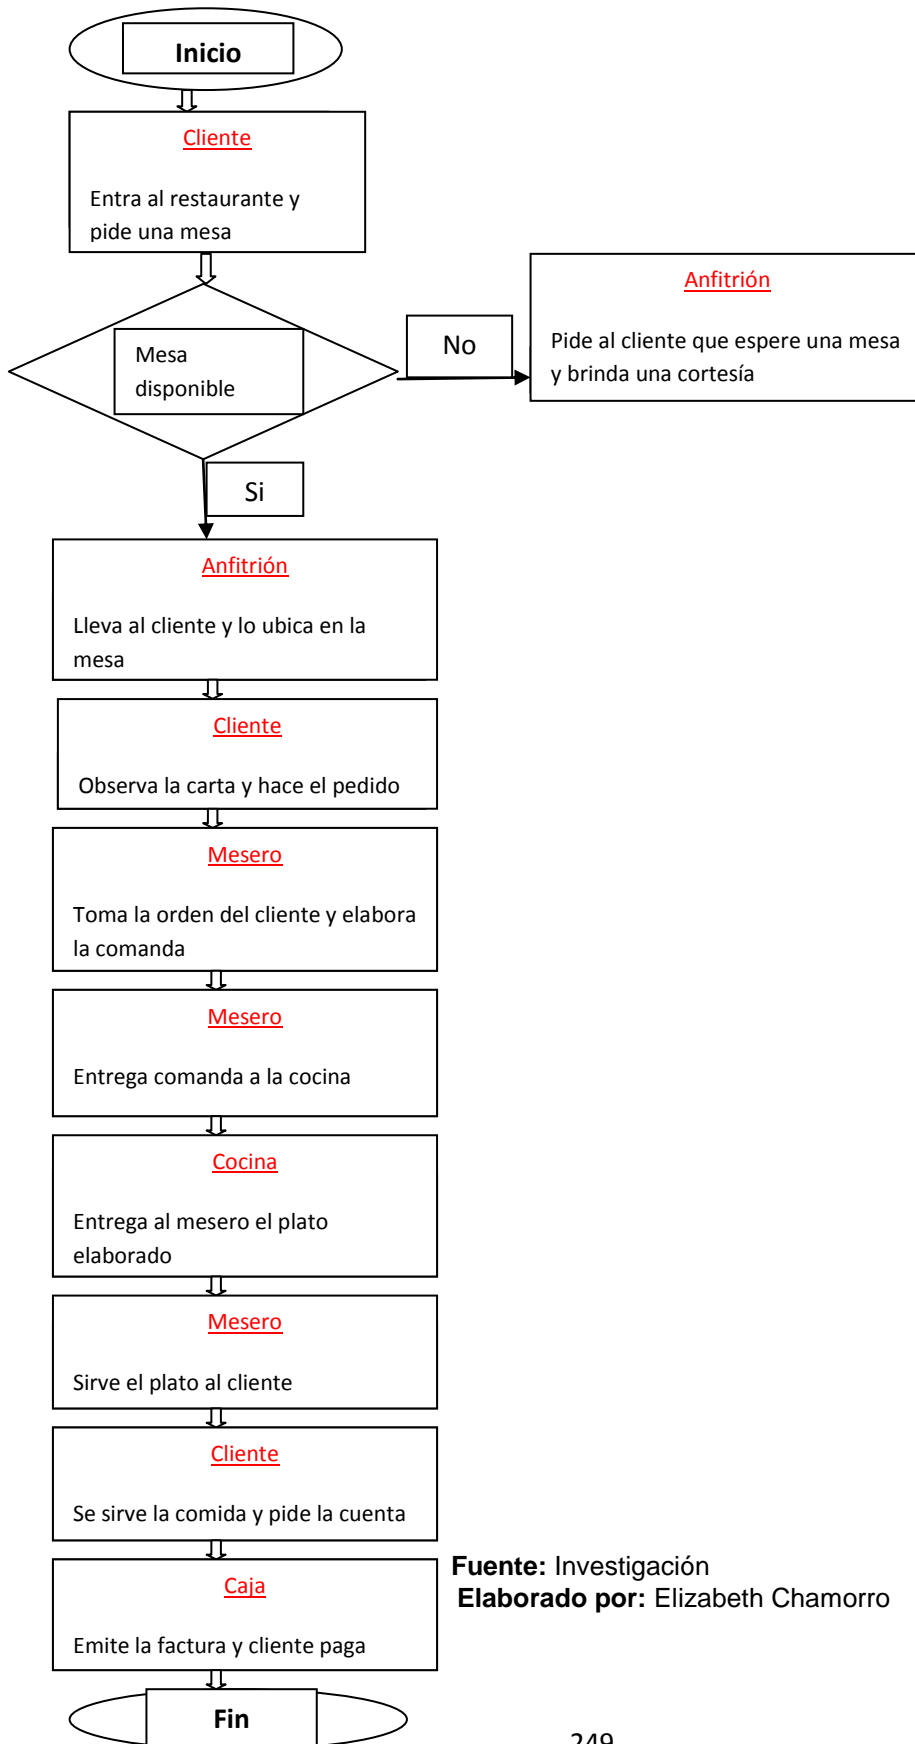 Inicio
Cliente
Entra al restaurante y
pide una mesa
Mesa
disponible
No
Anfitrión
Pide al cliente que espere una mesa
y brinda una cortesía
Si
Anfitrión
Lleva al cliente y lo ubica en la
mesa
Cliente
Observa la carta y hace el pedido
Mesero
Toma la orden del cliente y elabora
la comanda
Mesero
Entrega comanda a la cocina
Cocina
Entrega al mesero el plato
elaborado
Mesero
Sirve el plato al cliente
Cliente
Se sirve la comida y pide la cuenta
Caja
Emite la factura y cliente paga
Fuente: Investigación
Elaborado por: Elizabeth Chamorro
Fin
249